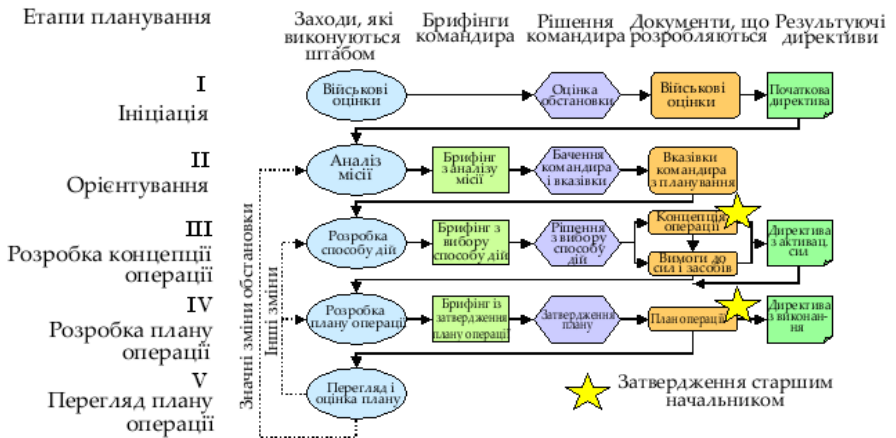 Етапи планування
Заходи, які
виконуються
штабом
Брифінги
командира
Рішення
командира
Документи, що
розробляються
Результуючі
директиви
I
Ініціація
Військові
оцінки
Оцінка
обстановки
Військові
оцінки
Початкова
директива
II
Орієнтування
Аналіз
місії
Брифінг
з аналізу
місії
Бачення
командира
і вказівки
Вказівки
командира
з планування
III
Розробка концепції
операції
Розробка
способу дій
Брифінг з
вибору
способу дій
Рішення
з вибору
способу
дій
Концепція
операції
Вимоги до
сил і засобів
Директива
з активац.
сил
IV
Розробка плану
операції
Розробка
плану операції
Брифінг із
затвердження
плану операції
Затвердження
плану
План операції
Директива
з виконан-
ня
V
Перегляд плану
операції
Перегляд і
оцінка плану
Значні зміни обстановки
Інші зміни
Затвердження старшим
начальником